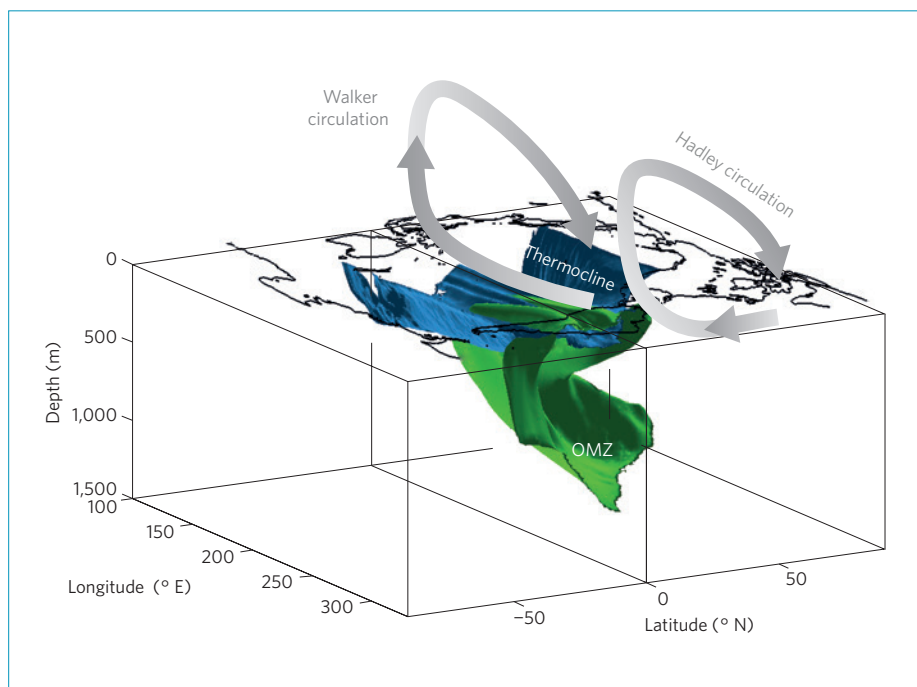 Walker
circulation
Hadley circulation
Thermocline
OMZ
0
500
1,000
1,500
Depth (m)
100
150
200
250
300
Longitude (° E)
−50
0
50
Latitude (° N)